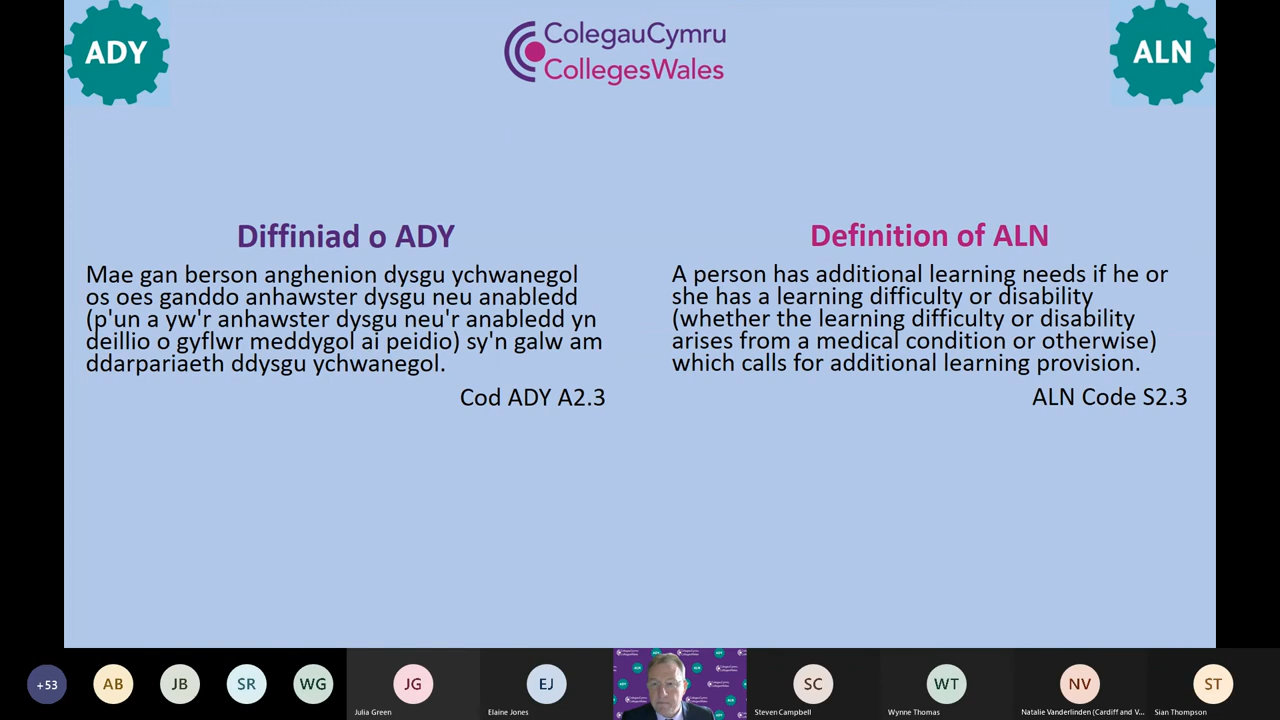 ADY
ColegauCymru
CollegesWales
ALN
Diffiniad o ADY
Mae gan berson anghenion dysgu ychwanegol
os oes ganddo anhawster dysgu neu anabledd
(p'un a yw'r anhawster dysgu neu'r anabledd yn
deillio o gyflwr meddygol ai peidio) sy'n galw am
ddarpariaeth ddysgu ychwanegol.
Cod ADY A2.3
Definition of ALN
A person has additional learning needs if he or
she has a learning difficulty or disability
(whether the learning difficulty or disability
arises from a medical condition or otherwise)
which calls for additional learning provision.
ALN Code S2.3
+53
AB
JB
SR
WG
JG
Julia Green
EJ
Elaine Jones
SC
Steven Campbell
WT
Wynne Thomas
NV
Natalie Vanderlinden (Cardiff and V...
ST
Sian Thompson